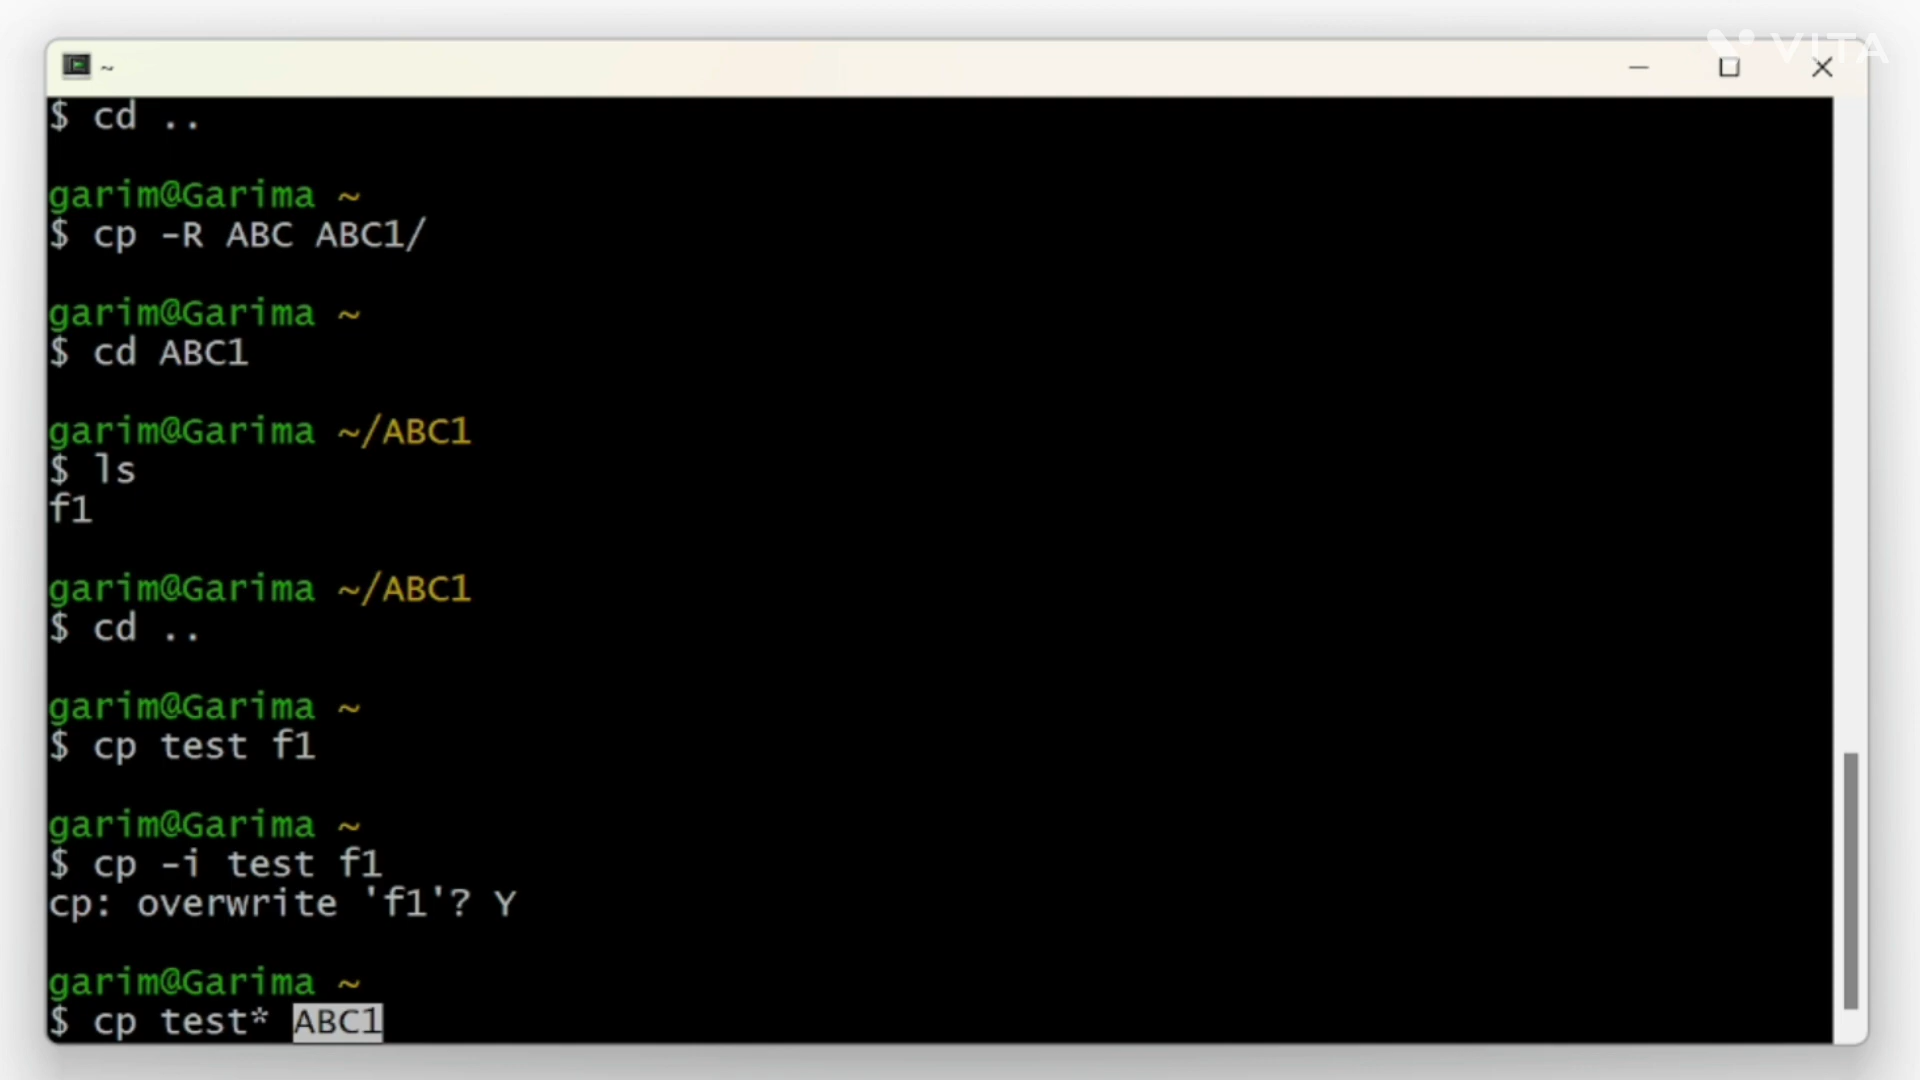 VITA
~
$ cd ..
garim@Garima ~
$ cp -R ABC ABC1/
garim@Garima ~
$ cd ABC1
garim@Garima ~/ABC1
$ ls
f1
garim@Garima ~/ABC1
$ cd ..
garim@Garima ~
$ cp test f1
garim@Garima ~
$ cp -i test f1
cp: overwrite 'f1'? Y
garim@Garima ~
$ cp test* ABC1